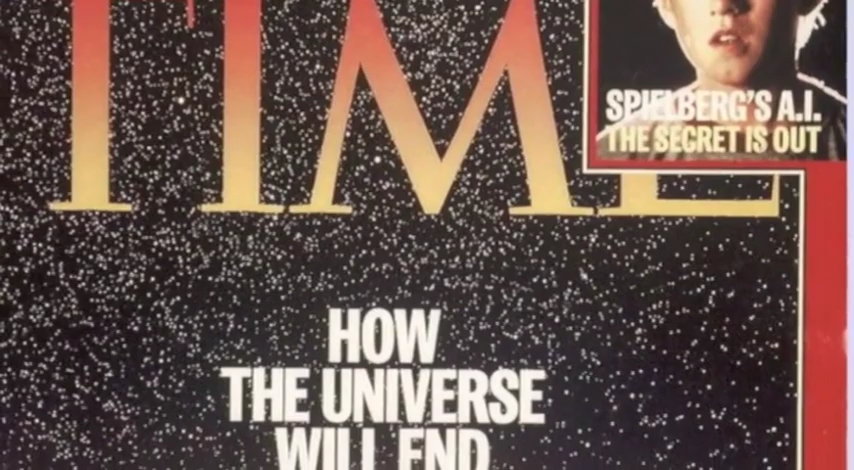 TIME
SPIELBERG'S A.I.
THE SECRET IS OUT
HOW
THE UNIVERSE
WILL END